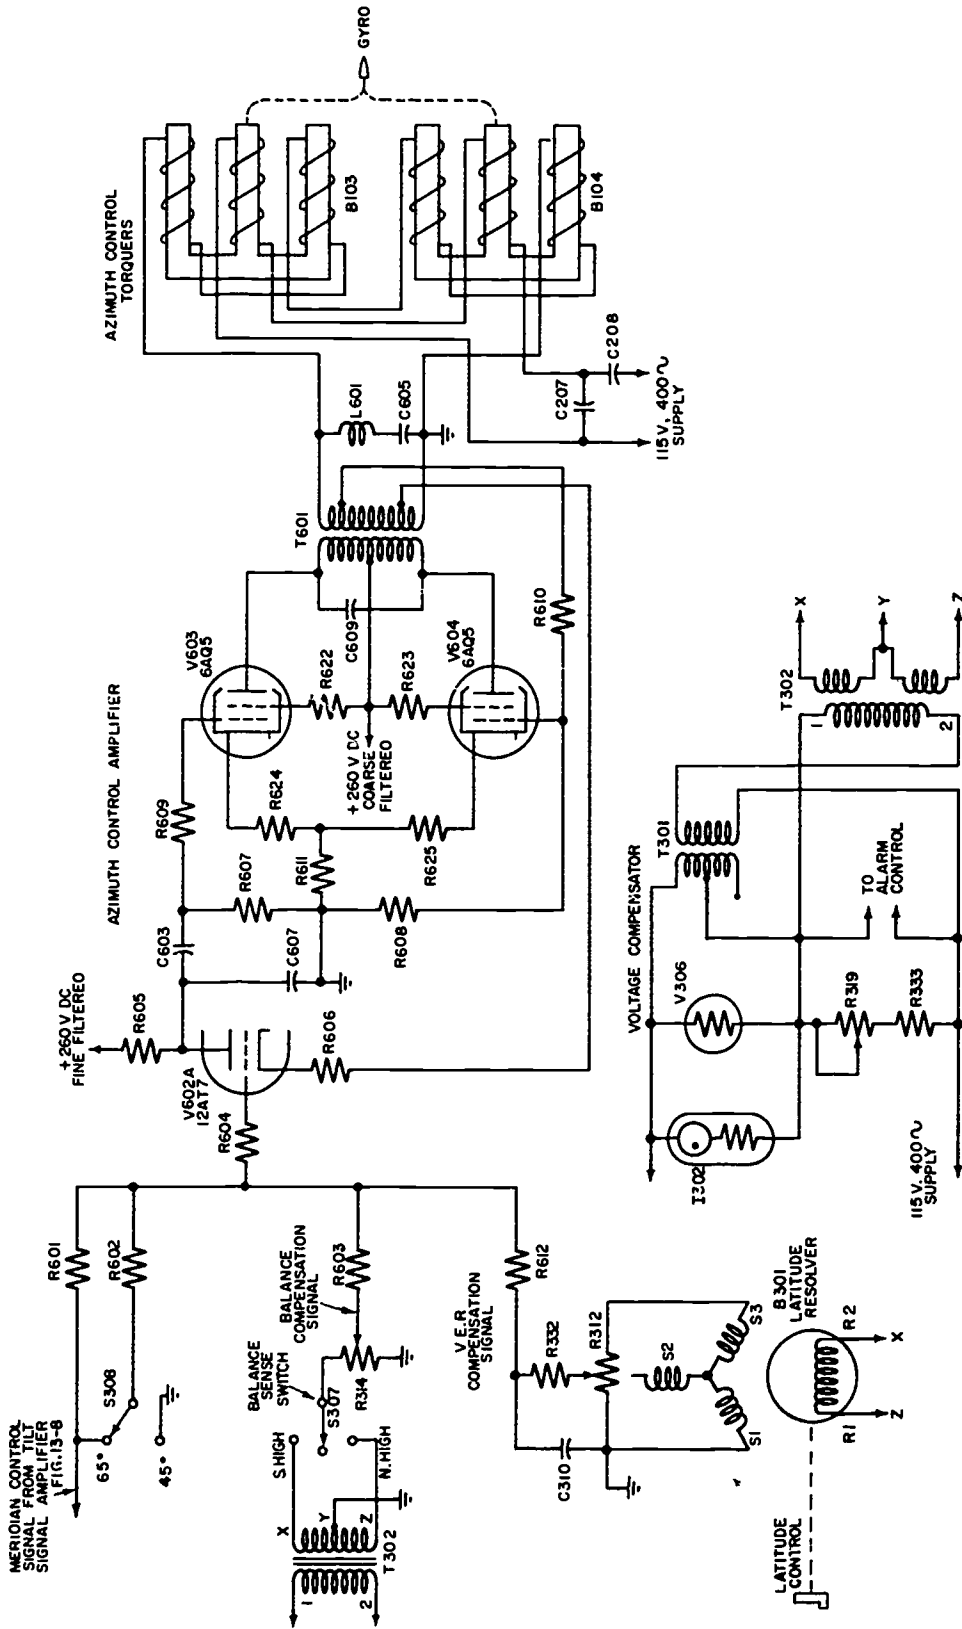 MERIDIAN CONTROL
SIGNAL FROM TILT
SIGNAL AMPLIFIER
FIG. 13-8
65°
45°
S308
R601
R602
BALANCE
SENSE
SWITCH
S307
S.HIGH
N.HIGH
X
Y
Z
1
2
T302
R314
BALANCE
COMPENSATION
SIGNAL
R603
R604
V.E.R
COMPENSATION
SIGNAL
R612
R332
R312
C310
S1
S2
S3
B301
LATITUDE
RESOLVER
R1
R2
Z
X
LATITUDE
CONTROL
+260 V DC
FINE FILTERED
R605
V602A
12AT7
R606
C603
C607
AZIMUTH CONTROL AMPLIFIER
R609
R607
R611
R608
R624
R625
V603
6AQ5
R622
R623
+260 V DC
COARSE
FILTERED
C609
V604
6AQ5
R610
T601
L601
C605
AZIMUTH CONTROL
TORQUERS
B103
B104
GYRO
C207
C208
115V, 400~
SUPPLY
VOLTAGE COMPENSATOR
I302
V306
R319
R333
115V. 400~
SUPPLY
TO
ALARM
CONTROL
T301
T302
1
2
X
Y
Z